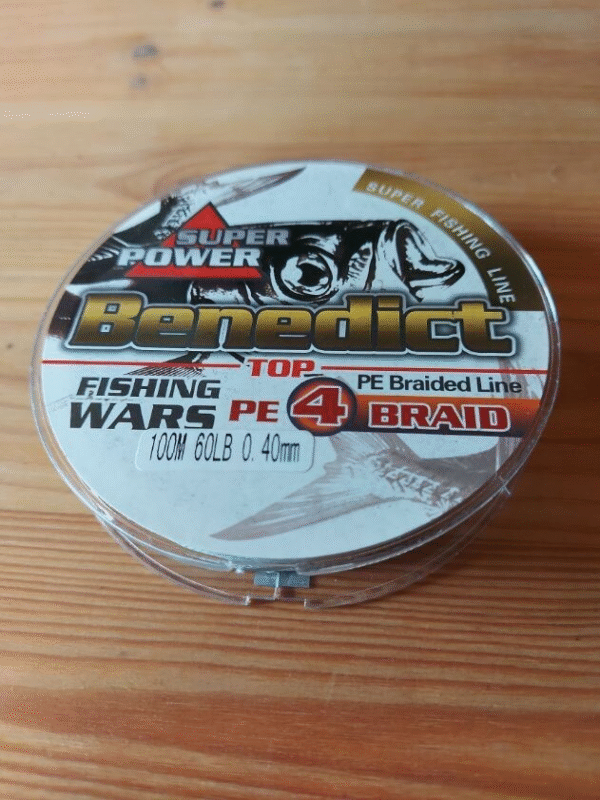 SUPER FISHING LINE
SUPER
POWER
Benedict
TOP
FISHING
WARS
PE Braided Line
PE 4 BRAID
100M 60LB 0.40mm